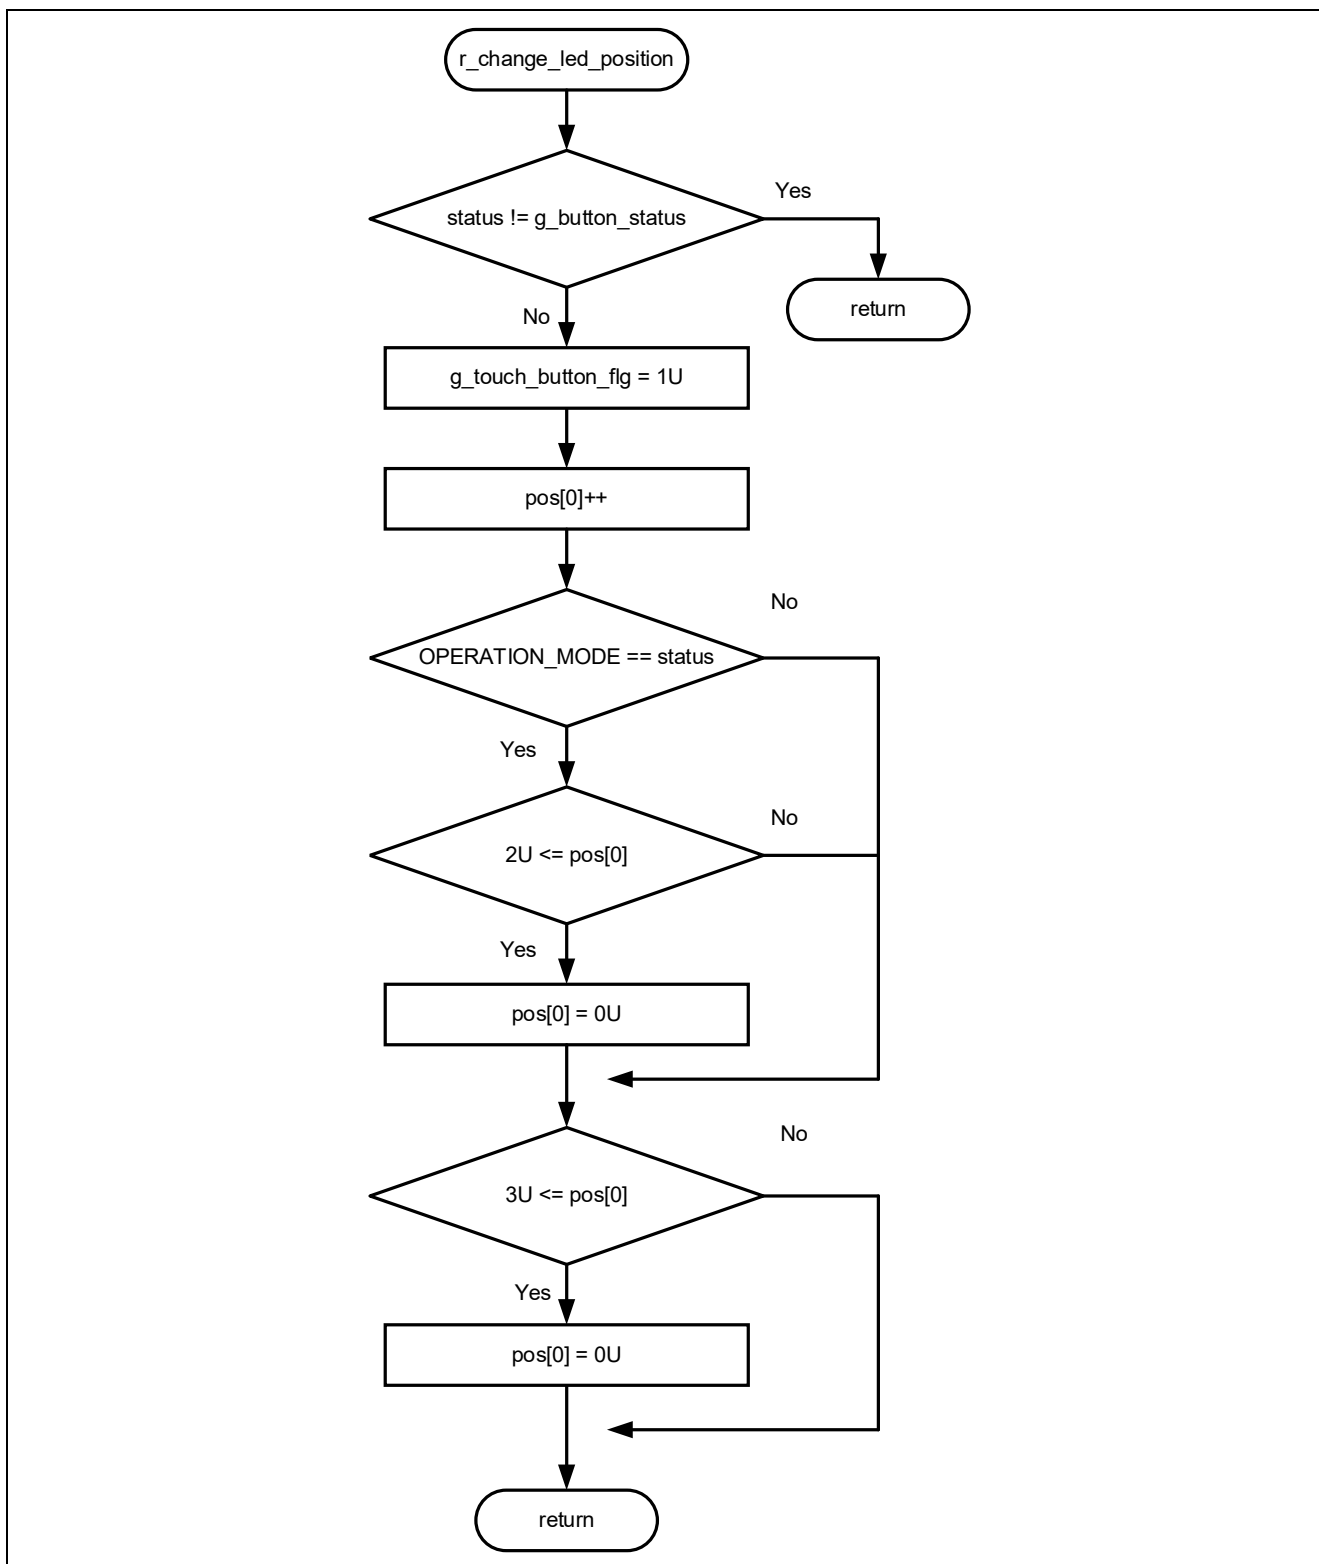 r_change_led_position
Yes
status != g_button_status
return
No
g_touch_button_flg = 1U
pos[0]++
No
OPERATION_MODE == status
Yes
No
2U <= pos[0]
Yes
pos[0] = 0U
No
3U <= pos[0]
Yes
pos[0] = 0U
return